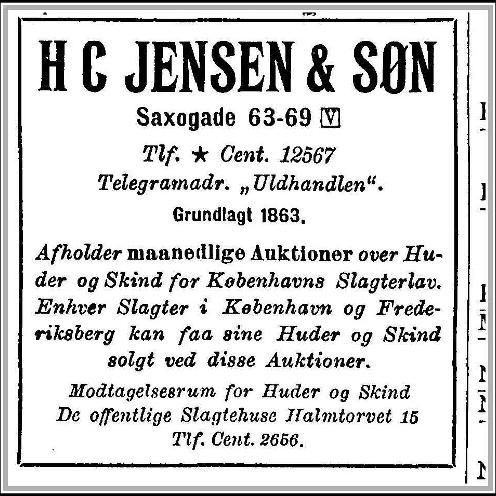 H C JENSEN & SØN
Saxogade 63-69 V
Tlf. ★ Cent. 12567
Telegramadr. „Uldhandlen“.
Grundlagt 1863.
Afholder maanedlige Auktioner over Hu-
der og Skind for Københavns Slagterlav.
Enhver Slagter i København og Frede-
riksberg kan faa sine Huder og Skind
solgt ved disse Auktioner.
Modtagelsesrum for Huder og Skind
De offentlige Slagtehuse Halmtorvet 15
Tlf. Cent. 2656.